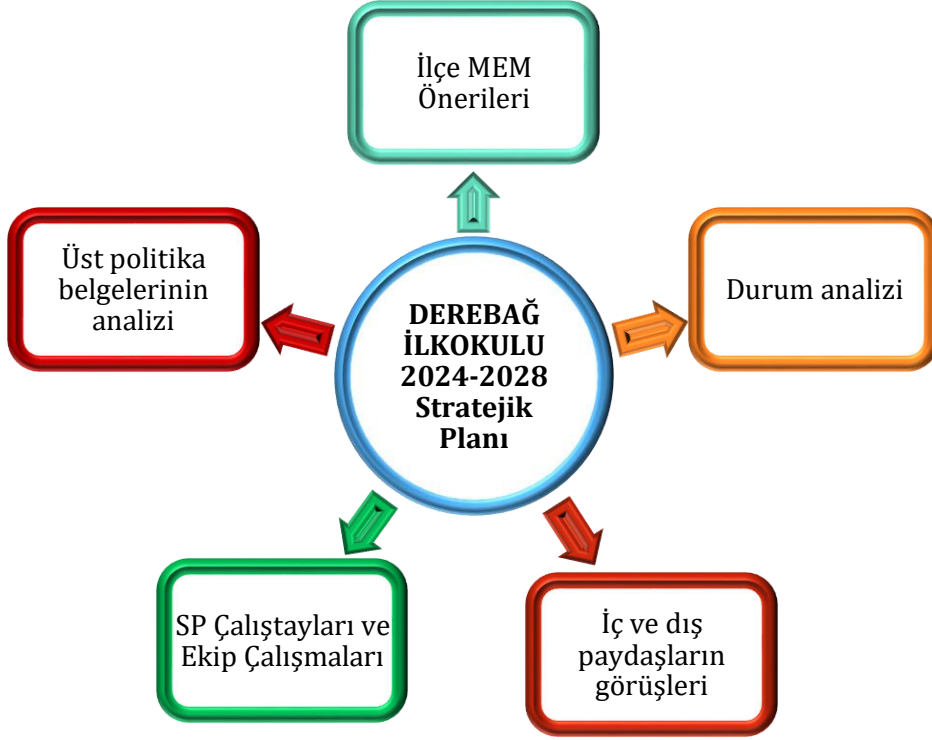 İlçe MEM
Önerileri
Üst politika
belgelerinin
analizi
Durum analizi
DEREBAĞ
İLKOKULU
2024-2028
Stratejik
Planı
SP Çalıştayları ve
Ekip Çalışmaları
İç ve dış
paydaşların
görüşleri